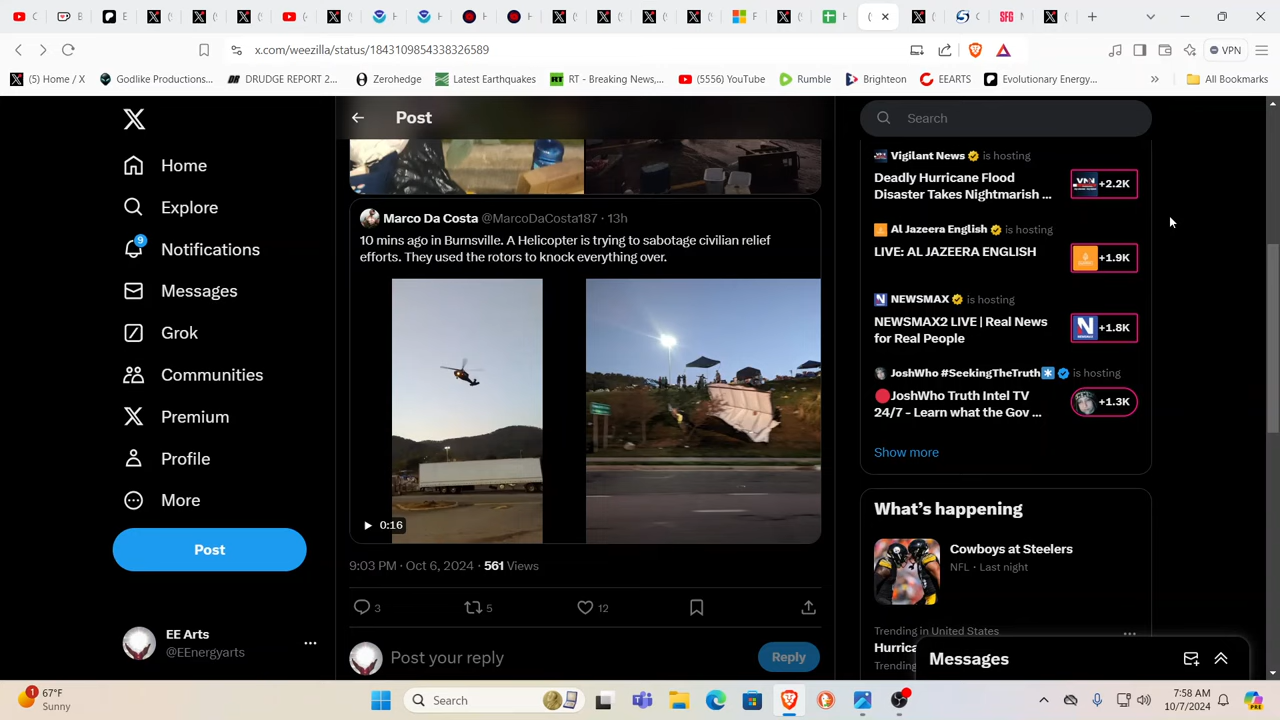 x.com/weezilla/status/1843109854338326589
VPN
(5) Home / X
Godlike Productions...
DRUDGE REPORT 2...
Zerohedge
Latest Earthquakes
RT - Breaking News,...
(5556) YouTube
Rumble
Brighteon
EEARTS
Evolutionary Energy...
All Bookmarks
Home
Explore
9
Notifications
Messages
Grok
Communities
Premium
Profile
More
Post
EE Arts
@EEnergyarts
Post
Marco Da Costa @MarcoDaCosta187 · 13h
10 mins ago in Burnsville. A Helicopter is trying to sabotage civilian relief
efforts. They used the rotors to knock everything over.
0:16
9:03 PM · Oct 6, 2024 · 561 Views
3
5
12
Post your reply
Reply
Search
Vigilant News is hosting
Deadly Hurricane Flood
Disaster Takes Nightmarish ...
+2.2K
Al Jazeera English is hosting
LIVE: AL JAZEERA ENGLISH
+1.9K
NEWSMAX is hosting
NEWSMAX2 LIVE | Real News
for Real People
+1.8K
JoshWho #SeekingTheTruth is hosting
JoshWho Truth Intel TV
24/7 - Learn what the Gov ...
+1.3K
Show more
What's happening
Cowboys at Steelers
NFL · Last night
Trending in United States
Messages
1
67°F
Sunny
Search
7:58 AM
10/7/2024